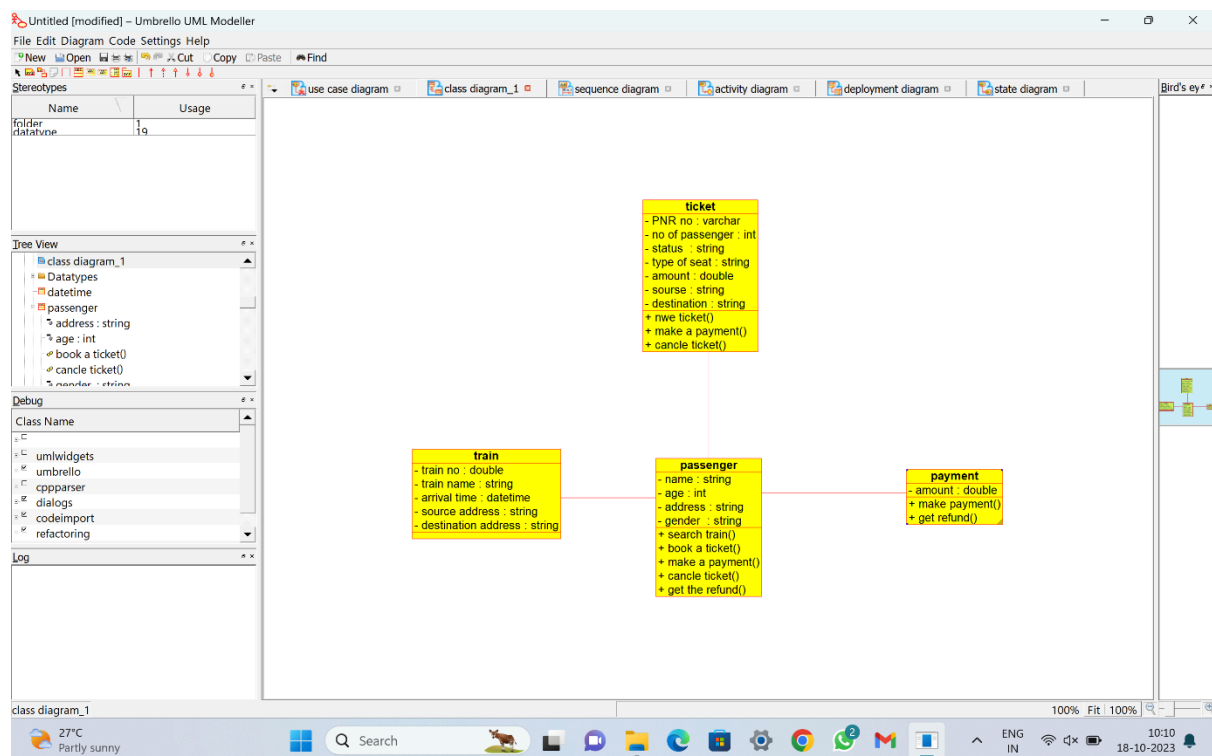 Untitled [modified] – Umbrello UML Modeller
File Edit Diagram Code Settings Help
New Open Cut Copy Paste Find
Stereotypes
Name Usage
folder 1
datatype 19
Tree View
class diagram_1
Datatypes
datetime
passenger
address : string
age : int
book a ticket()
cancle ticket()
gender : string
Debug
Class Name
umlwidgets
umbrello
cppparser
dialogs
codeimport
refactoring
Log
use case diagram
class diagram_1
sequence diagram
activity diagram
deployment diagram
state diagram
Bird's ey
ticket
- PNR no : varchar
- no of passenger : int
- status : string
- type of seat : string
- amount : double
- sourse : string
- destination : string
+ nwe ticket()
+ make a payment()
+ cancle ticket()
train
- train no : double
- train name : string
- arrival time : datetime
- source address : string
- destination address : string
passenger
- name : string
- age : int
- address : string
- gender : string
+ search train()
+ book a ticket()
+ make a payment()
+ cancle ticket()
+ get the refund()
payment
- amount : double
+ make payment()
+ get refund()
class diagram_1
100% Fit 100%
27°C
Partly sunny
Search
2
ENG
IN
10:10
18-10-2023